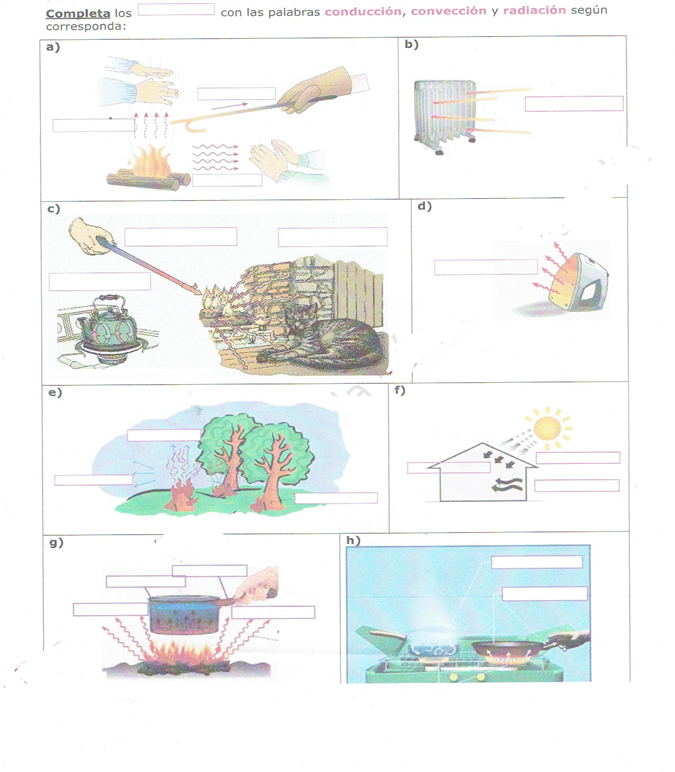 Completa los con las palabras conducción, convección y radiación según
corresponda:
a)
b)
c)
d)
e)
f)
g)
h)